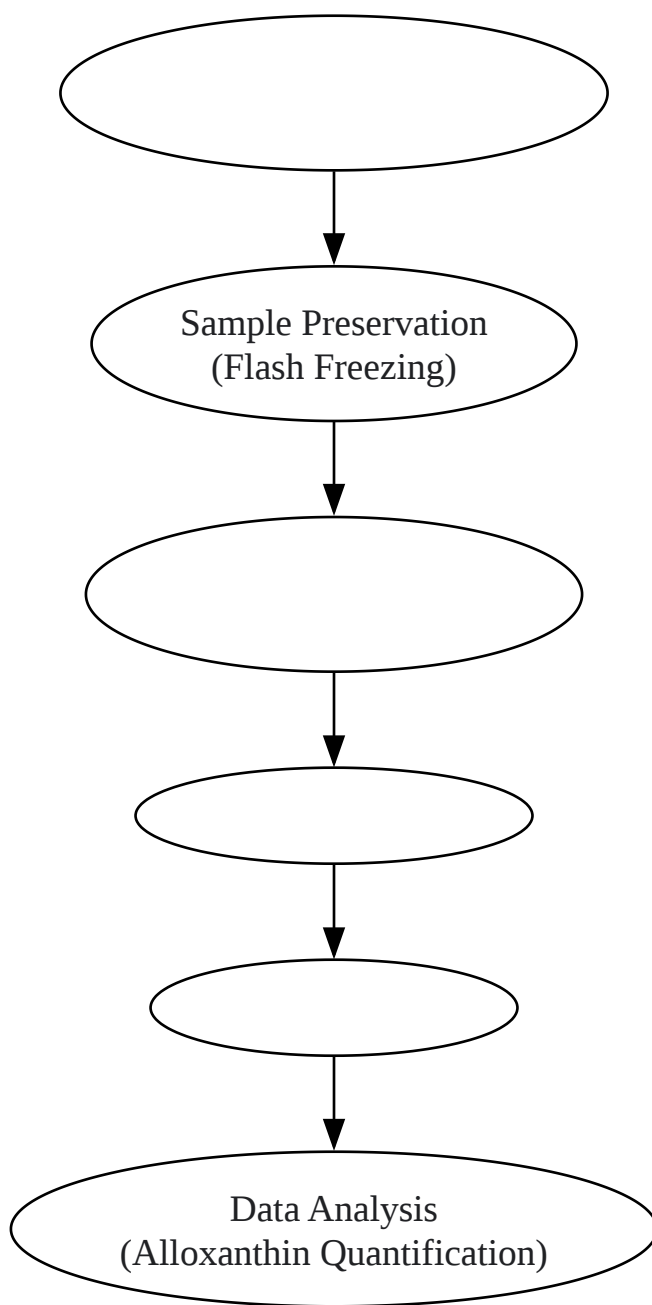 Sample Preservation
(Flash Freezing)
Data Analysis
(Alloxanthin Quantification)